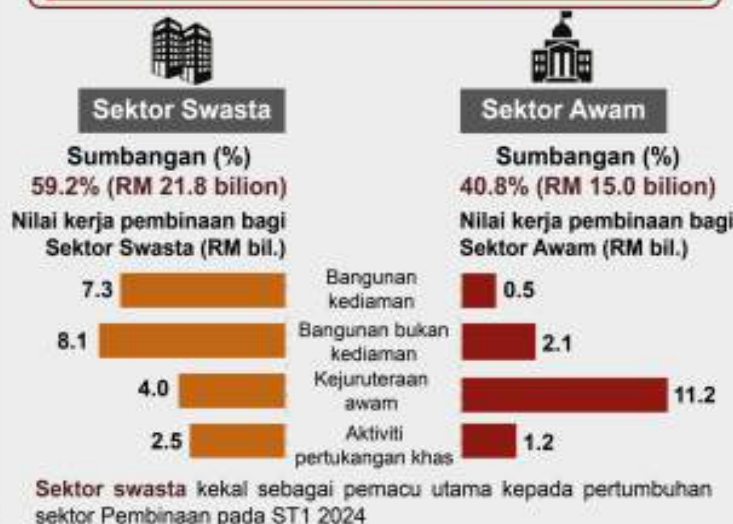 Sektor Swasta
Sumbangan (%)
59.2% (RM 21.8 bilion)
Nilai kerja pembinaan bagi
Sektor Swasta (RM bil.)
Sektor Awam
Sumbangan (%)
40.8% (RM 15.0 bilion)
Nilai kerja pembinaan bagi
Sektor Awam (RM bil.)
7.3
Bangunan
kediaman
0.5
8.1
Bangunan bukan
kediaman
2.1
4.0
Kejuruteraan
awam
11.2
2.5
Aktiviti
pertukangan khas
1.2
Sektor swasta kekal sebagai pemacu utama kepada pertumbuhan
sektor Pembinaan pada ST1 2024